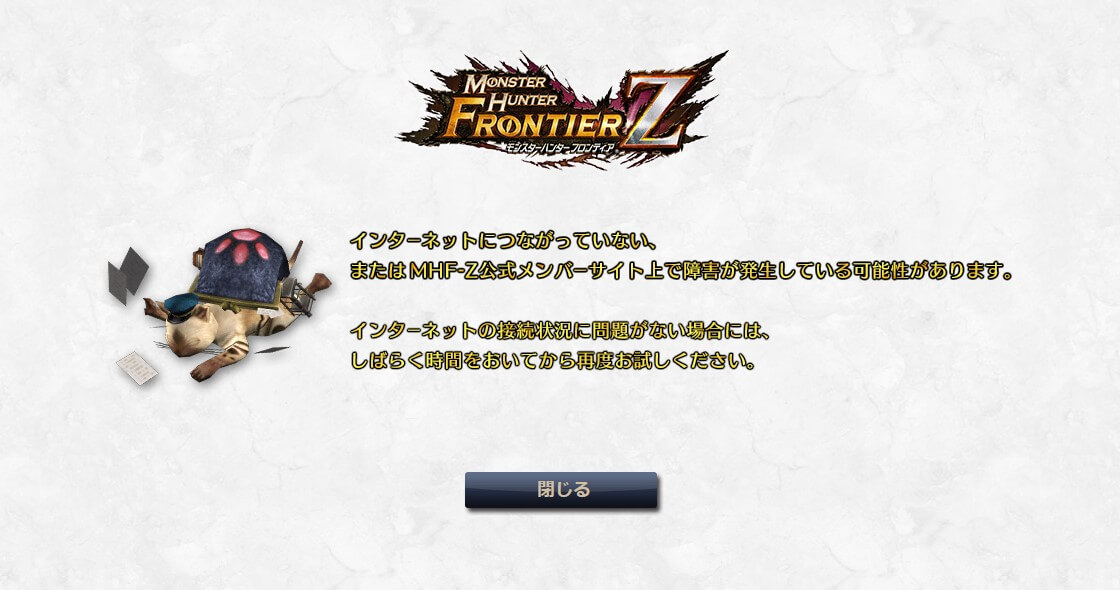 MONSTER
HUNTER
FRONTIER Z
モンスターハンター フロンティア
インターネットにつながっていない、
またはMHF-Z公式メンバーサイト上で障害が発生している可能性があります。
インターネットの接続状況に問題がない場合には、
しばらく時間をおいてから再度お試しください。
閉じる